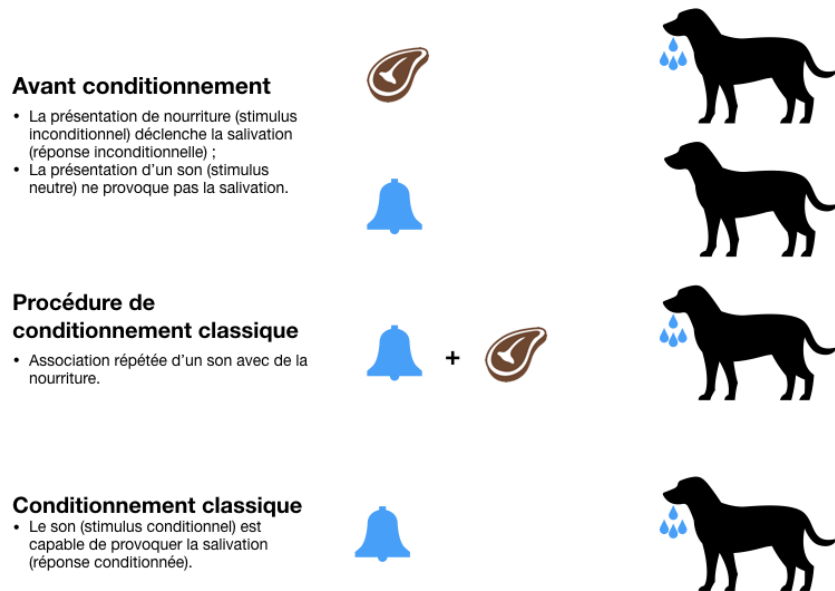 Avant conditionnement
• La présentation de nourriture (stimulus
inconditionnel) déclenche la salivation
(réponse inconditionnelle) ;
• La présentation d'un son (stimulus
neutre) ne provoque pas la salivation.
Procédure de
conditionnement classique
• Association répétée d'un son avec de la
nourriture.
+
Conditionnement classique
• Le son (stimulus conditionnel) est
capable de provoquer la salivation
(réponse conditionnée).